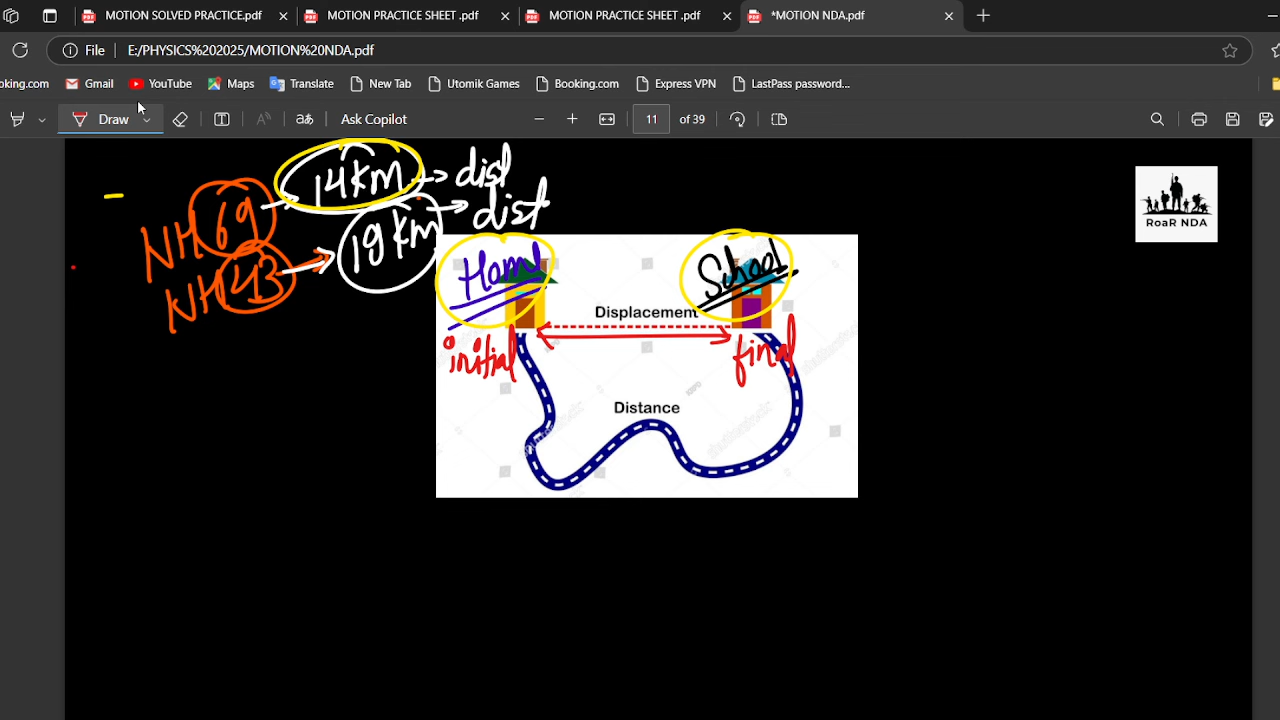 MOTION SOLVED PRACTICE.pdf
MOTION PRACTICE SHEET .pdf
MOTION PRACTICE SHEET .pdf
*MOTION NDA.pdf
File
E:/PHYSICS%202025/MOTION%20NDA.pdf
oking.com
Gmail
YouTube
Maps
Translate
New Tab
Utomik Games
Booking.com
Express VPN
LastPass password...
Draw
Ask Copilot
11 of 39
14km → dist
NH 69
19 km → dist
NH 43
RoaR NDA
Home
School
Displacement
initial
final
Distance